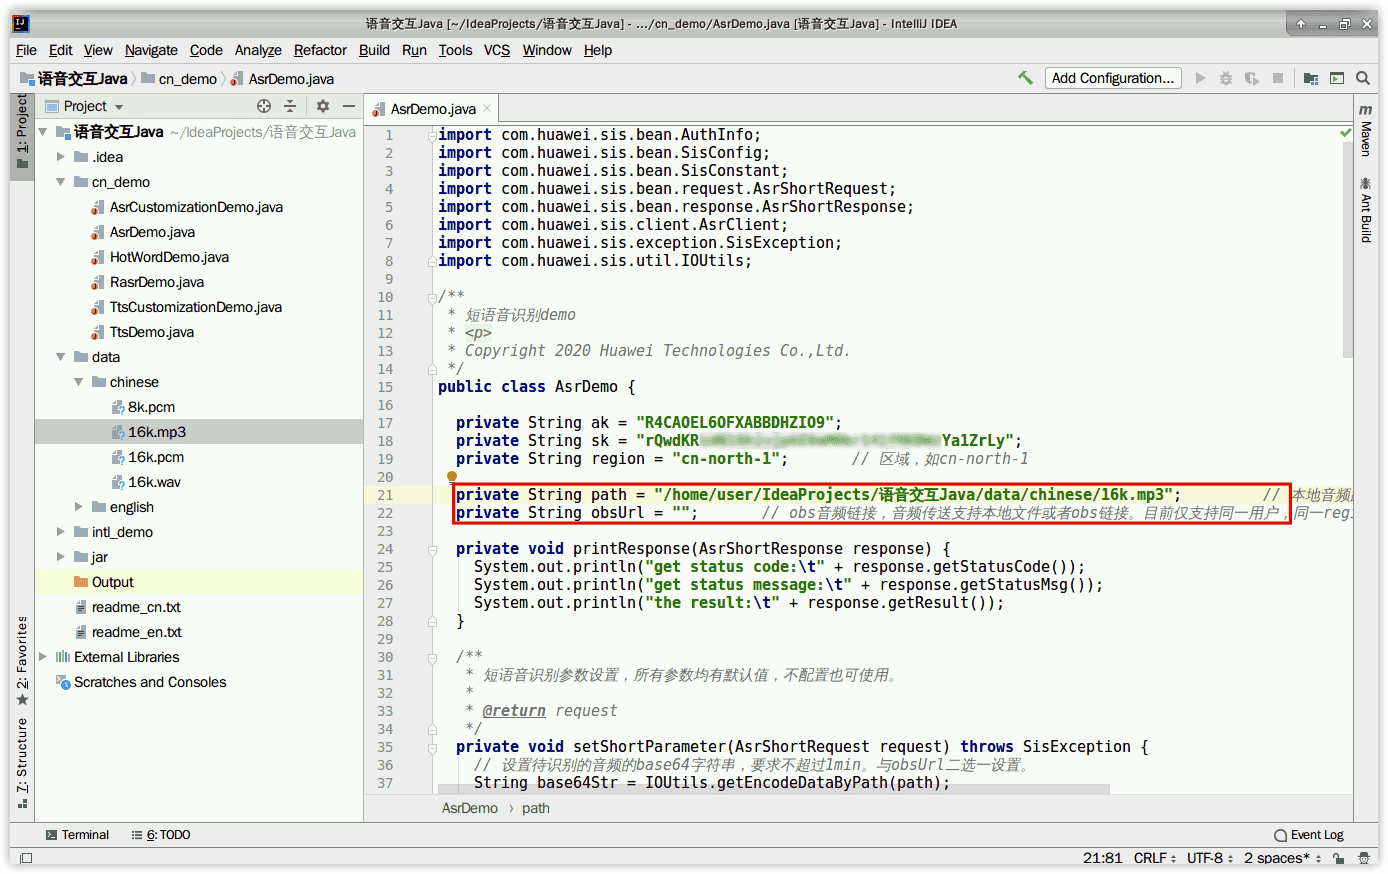 语音交互Java [~/IdeaProjects/语音交互Java] - .../cn_demo/AsrDemo.java [语音交互Java] - IntelliJ IDEA
File Edit View Navigate Code Analyze Refactor Build Run Tools VCS Window Help
语音交互Java cn_demo AsrDemo.java Add Configuration...
Project
AsrDemo.java
1: Project
语音交互Java ~/IdeaProjects/语音交互Java
.idea
cn_demo
AsrCustomizationDemo.java
AsrDemo.java
HotWordDemo.java
RasrDemo.java
TtsCustomizationDemo.java
TtsDemo.java
data
chinese
8k.pcm
16k.mp3
16k.pcm
16k.wav
english
intl_demo
jar
Output
readme_cn.txt
readme_en.txt
External Libraries
Scratches and Consoles
2: Favorites
7: Structure
1 import com.huawei.sis.bean.AuthInfo;
2 import com.huawei.sis.bean.SisConfig;
3 import com.huawei.sis.bean.SisConstant;
4 import com.huawei.sis.bean.request.AsrShortRequest;
5 import com.huawei.sis.bean.response.AsrShortResponse;
6 import com.huawei.sis.client.AsrClient;
7 import com.huawei.sis.exception.SisException;
8 import com.huawei.sis.util.IOUtils;
9
10 /**
11 * 短语音识别demo
12 * <p>
13 * Copyright 2020 Huawei Technologies Co.,Ltd.
14 */
15 public class AsrDemo {
16
17 private String ak = "R4CAOEL6OFXABBDHZIO9";
18 private String sk = "rQwdKR Ya1ZrLy";
19 private String region = "cn-north-1"; // 区域，如cn-north-1
20
21 private String path = "/home/user/IdeaProjects/语音交互Java/data/chinese/16k.mp3"; // 本地音频
22 private String obsUrl = ""; // obs音频链接，音频传送支持本地文件或者obs链接。目前仅支持同一用户，同一regi
23
24 private void printResponse(AsrShortResponse response) {
25 System.out.println("get status code:\t" + response.getStatusCode());
26 System.out.println("get status message:\t" + response.getStatusMsg());
27 System.out.println("the result:\t" + response.getResult());
28 }
29
30 /**
31 * 短语音识别参数设置，所有参数均有默认值，不配置也可使用。
32 *
33 * @return request
34 */
35 private void setShortParameter(AsrShortRequest request) throws SisException {
36 // 设置待识别的音频的base64字符串，要求不超过1min。与obsUrl二选一设置。
37 String base64Str = IOUtils.getEncodeDataByPath(path);
AsrDemo › path
m Maven
Ant Build
Terminal 6: TODO Event Log
21:81 CRLF UTF-8 2 spaces*